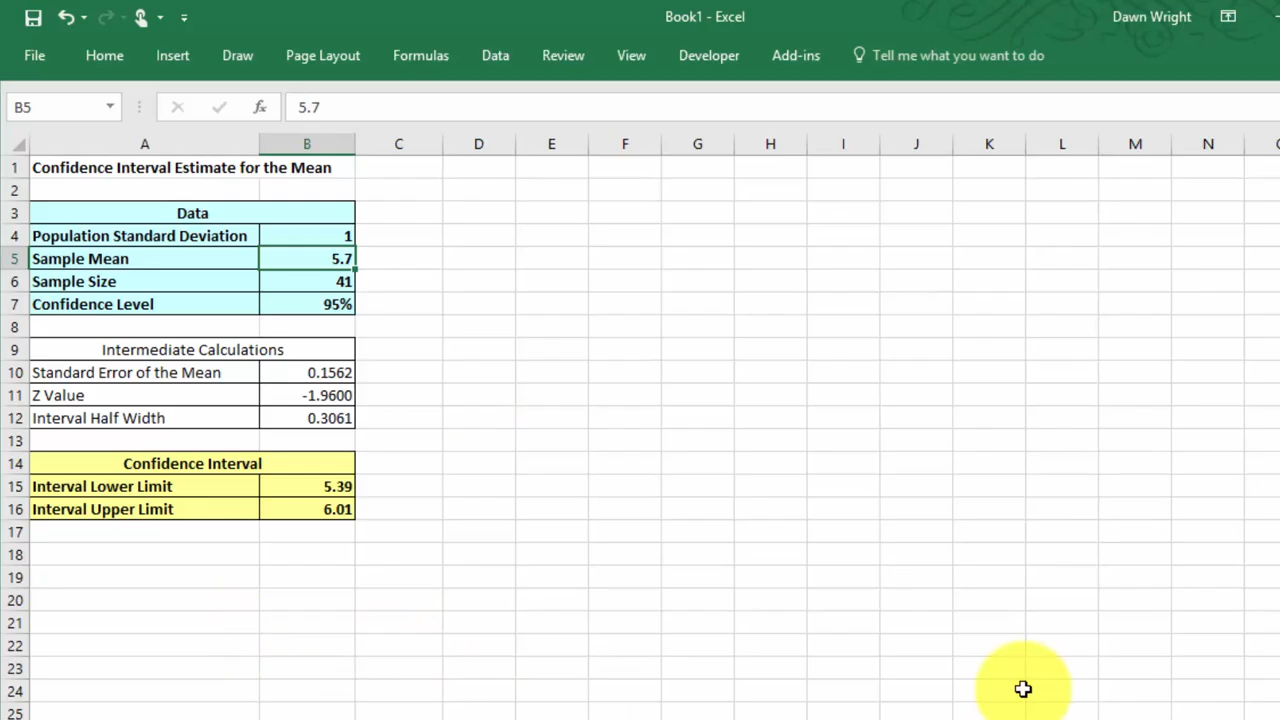 Book1 - Excel
Dawn Wright
File Home Insert Draw Page Layout Formulas Data Review View Developer Add-ins Tell me what you want to do
B5 fx 5.7
A B C D E F G H I J K L M N
1 Confidence Interval Estimate for the Mean
2
3 Data
4 Population Standard Deviation 1
5 Sample Mean 5.7
6 Sample Size 41
7 Confidence Level 95%
8
9 Intermediate Calculations
10 Standard Error of the Mean 0.1562
11 Z Value -1.9600
12 Interval Half Width 0.3061
13
14 Confidence Interval
15 Interval Lower Limit 5.39
16 Interval Upper Limit 6.01
17
18
19
20
21
22
23
24
25